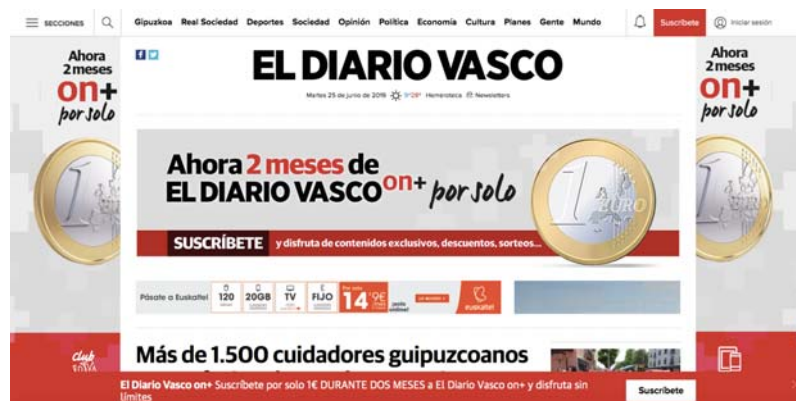 SECCIONES
Gipuzkoa Real Sociedad Deportes Sociedad Opinión Política Economía Cultura Planes Gente Mundo
Suscríbete
Iniciar sesión
Ahora
2 meses
on+
por solo
EL DIARIO VASCO
Martes 25 de junio de 2019
Hemeroteca
Newsletters
Ahora
2 meses
on+
por solo
Ahora 2 meses de
EL DIARIO VASCO on+ por solo
1 EURO
SUSCRÍBETE y disfruta de contenidos exclusivos, descuentos, sorteos...
Pásate a Euskaltel
120
20GB
TV
FIJO
Por solo
14'9€
euskaltel
club
Más de 1.500 cuidadores guipuzcoanos
El Diario Vasco on+ Suscríbete por solo 1€ DURANTE DOS MESES a El Diario Vasco on+ y disfruta sin
límites
Suscríbete